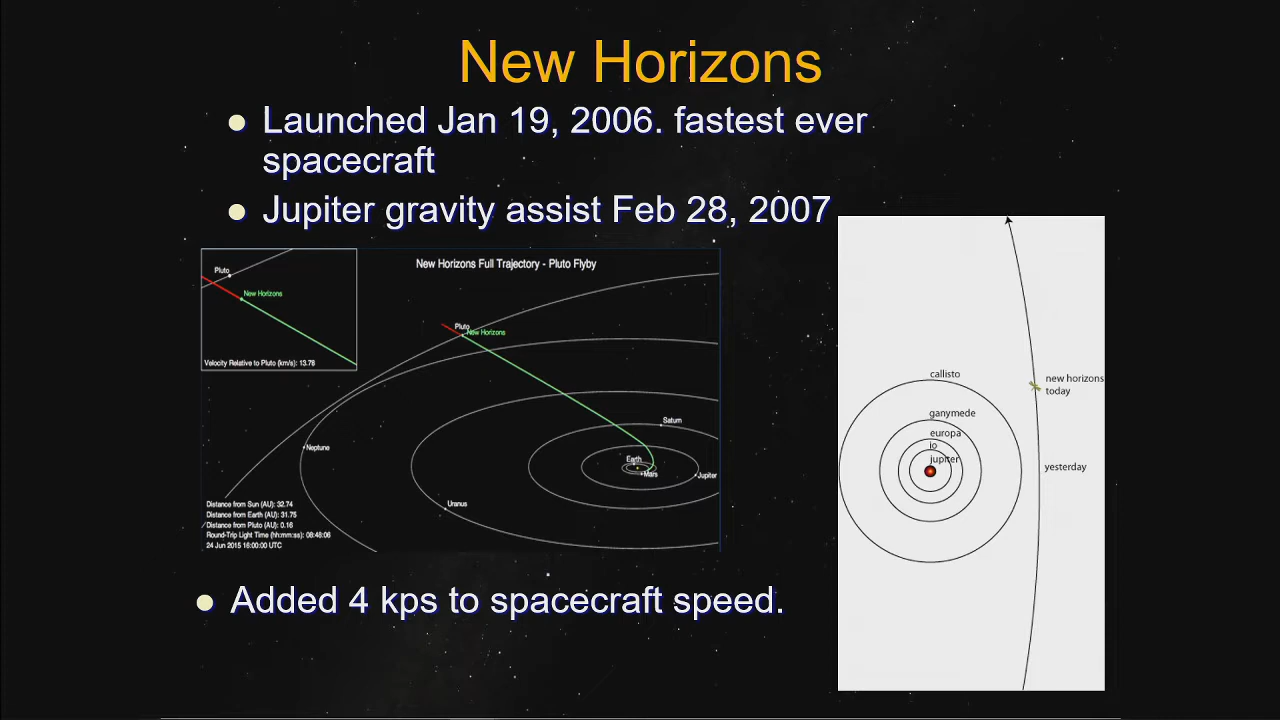 New Horizons
Launched Jan 19, 2006. fastest ever
spacecraft
Jupiter gravity assist Feb 28, 2007
New Horizons Full Trajectory - Pluto Flyby
Pluto
New Horizons
Velocity Relative to Pluto (km/s): 13.78
Pluto
New Horizons
Saturn
Neptune
Earth
Mars
Jupiter
Uranus
Distance from Sun (AU): 32.74
Distance from Earth (AU): 31.75
Distance from Pluto (AU): 0.16
Round-Trip Light Time (hh:mm:ss): 08:48:06
24 Jun 2015 16:00:00 UTC
callisto
new horizons
today
ganymede
europa
io
jupiter
yesterday
Added 4 kps to spacecraft speed.